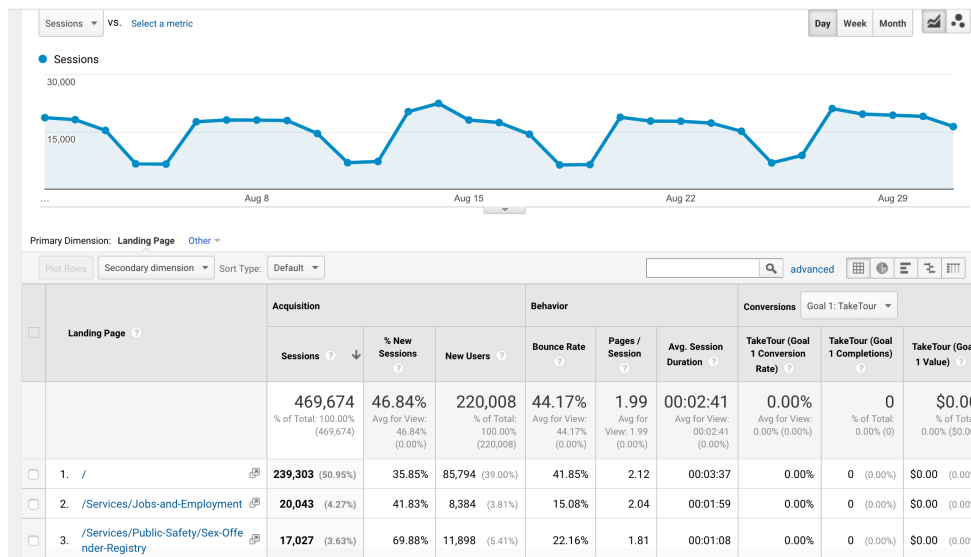 Sessions VS. Select a metric Day Week Month
Sessions
30,000
15,000
... Aug 8 Aug 15 Aug 22 Aug 29
Primary Dimension: Landing Page Other
Plot Rows Secondary dimension Sort Type: Default advanced
Acquisition Behavior Conversions Goal 1: TakeTour
Landing Page ? Sessions ? % New Sessions ? New Users ? Bounce Rate ? Pages / Session ? Avg. Session Duration ? TakeTour (Goal 1 Conversion Rate) ? TakeTour (Goal 1 Completions) ? TakeTour (Goa 1 Value) ?
469,674 46.84% 220,008 44.17% 1.99 00:02:41 0.00% 0 $0.00
% of Total: 100.00% (469,674) Avg for View: 46.84% (0.00%) % of Total: 100.00% (220,008) Avg for View: 44.17% (0.00%) Avg for View: 1.99 (0.00%) Avg for View: 00:02:41 (0.00%) Avg for View: 0.00% (0.00%) % of Total: 0.00% (0) % of Tota 0.00% ($0.00
1. / 239,303 (50.95%) 35.85% 85,794 (39.00%) 41.85% 2.12 00:03:37 0.00% 0 (0.00%) $0.00 (0.00%
2. /Services/Jobs-and-Employment 20,043 (4.27%) 41.83% 8,384 (3.81%) 15.08% 2.04 00:01:59 0.00% 0 (0.00%) $0.00 (0.00%
3. /Services/Public-Safety/Sex-Offe 17,027 (3.63%) 69.88% 11,898 (5.41%) 22.16% 1.81 00:01:08 0.00% 0 (0.00%) $0.00 (0.00%
nder-Registry